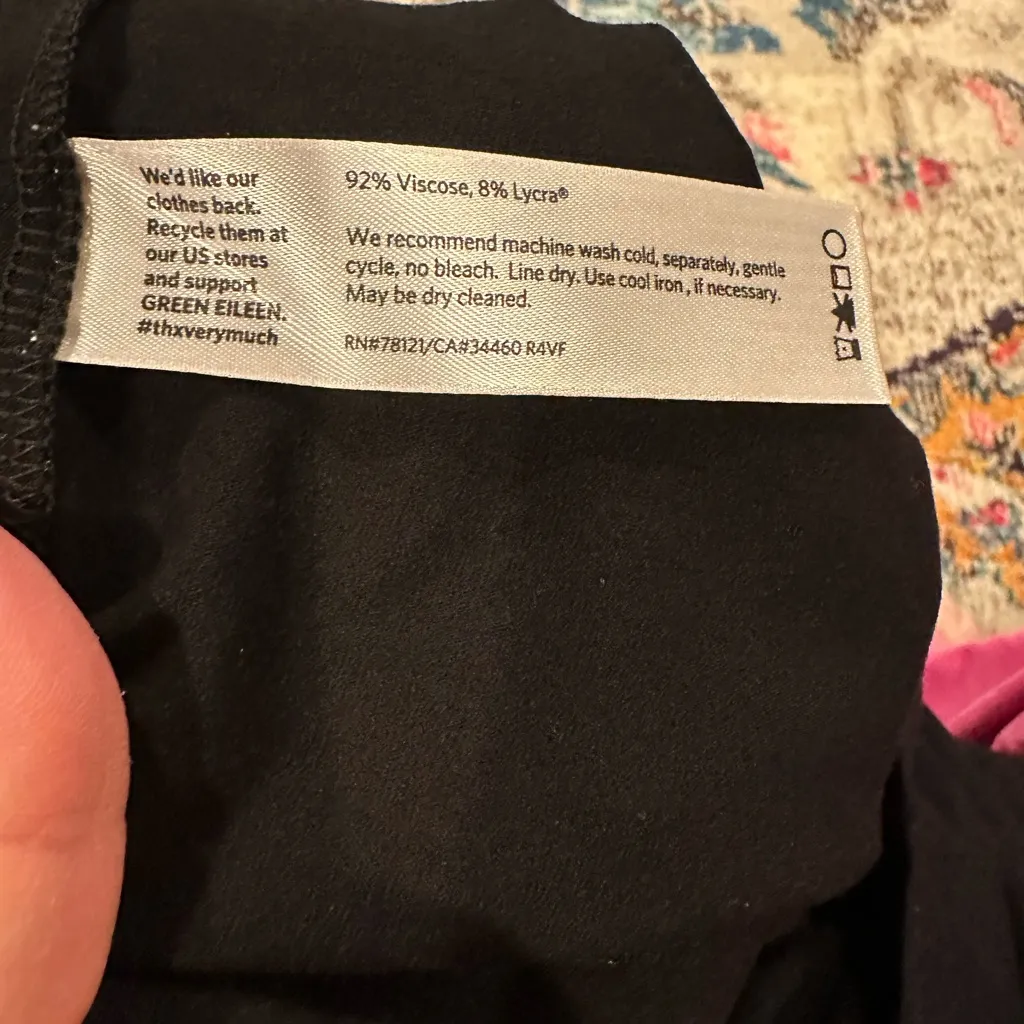 We'd like our
clothes back.
Recycle them at
our US stores
and support
GREEN EILEEN.
#thxverymuch
92% Viscose, 8% Lycra®
We recommend machine wash cold, separately, gentle
cycle, no bleach. Line dry. Use cool iron, if necessary.
May be dry cleaned.
RN#78121/CA#34460 R4VF